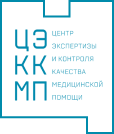 ЦЭ
КК
МП
ЦЕНТР
ЭКСПЕРТИЗЫ
И КОНТРОЛЯ
КАЧЕСТВА
МЕДИЦИНСКОЙ
ПОМОЩИ